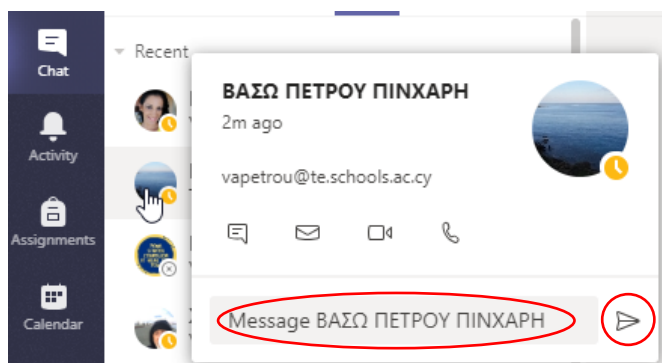 Chat
Activity
Assignments
Calendar
Recent
ΒΑΣΩ ΠΕΤΡΟΥ ΠΙΝΧΑΡΗ
2m ago
vapetrou@te.schools.ac.cy
Message ΒΑΣΩ ΠΕΤΡΟΥ ΠΙΝΧΑΡΗ